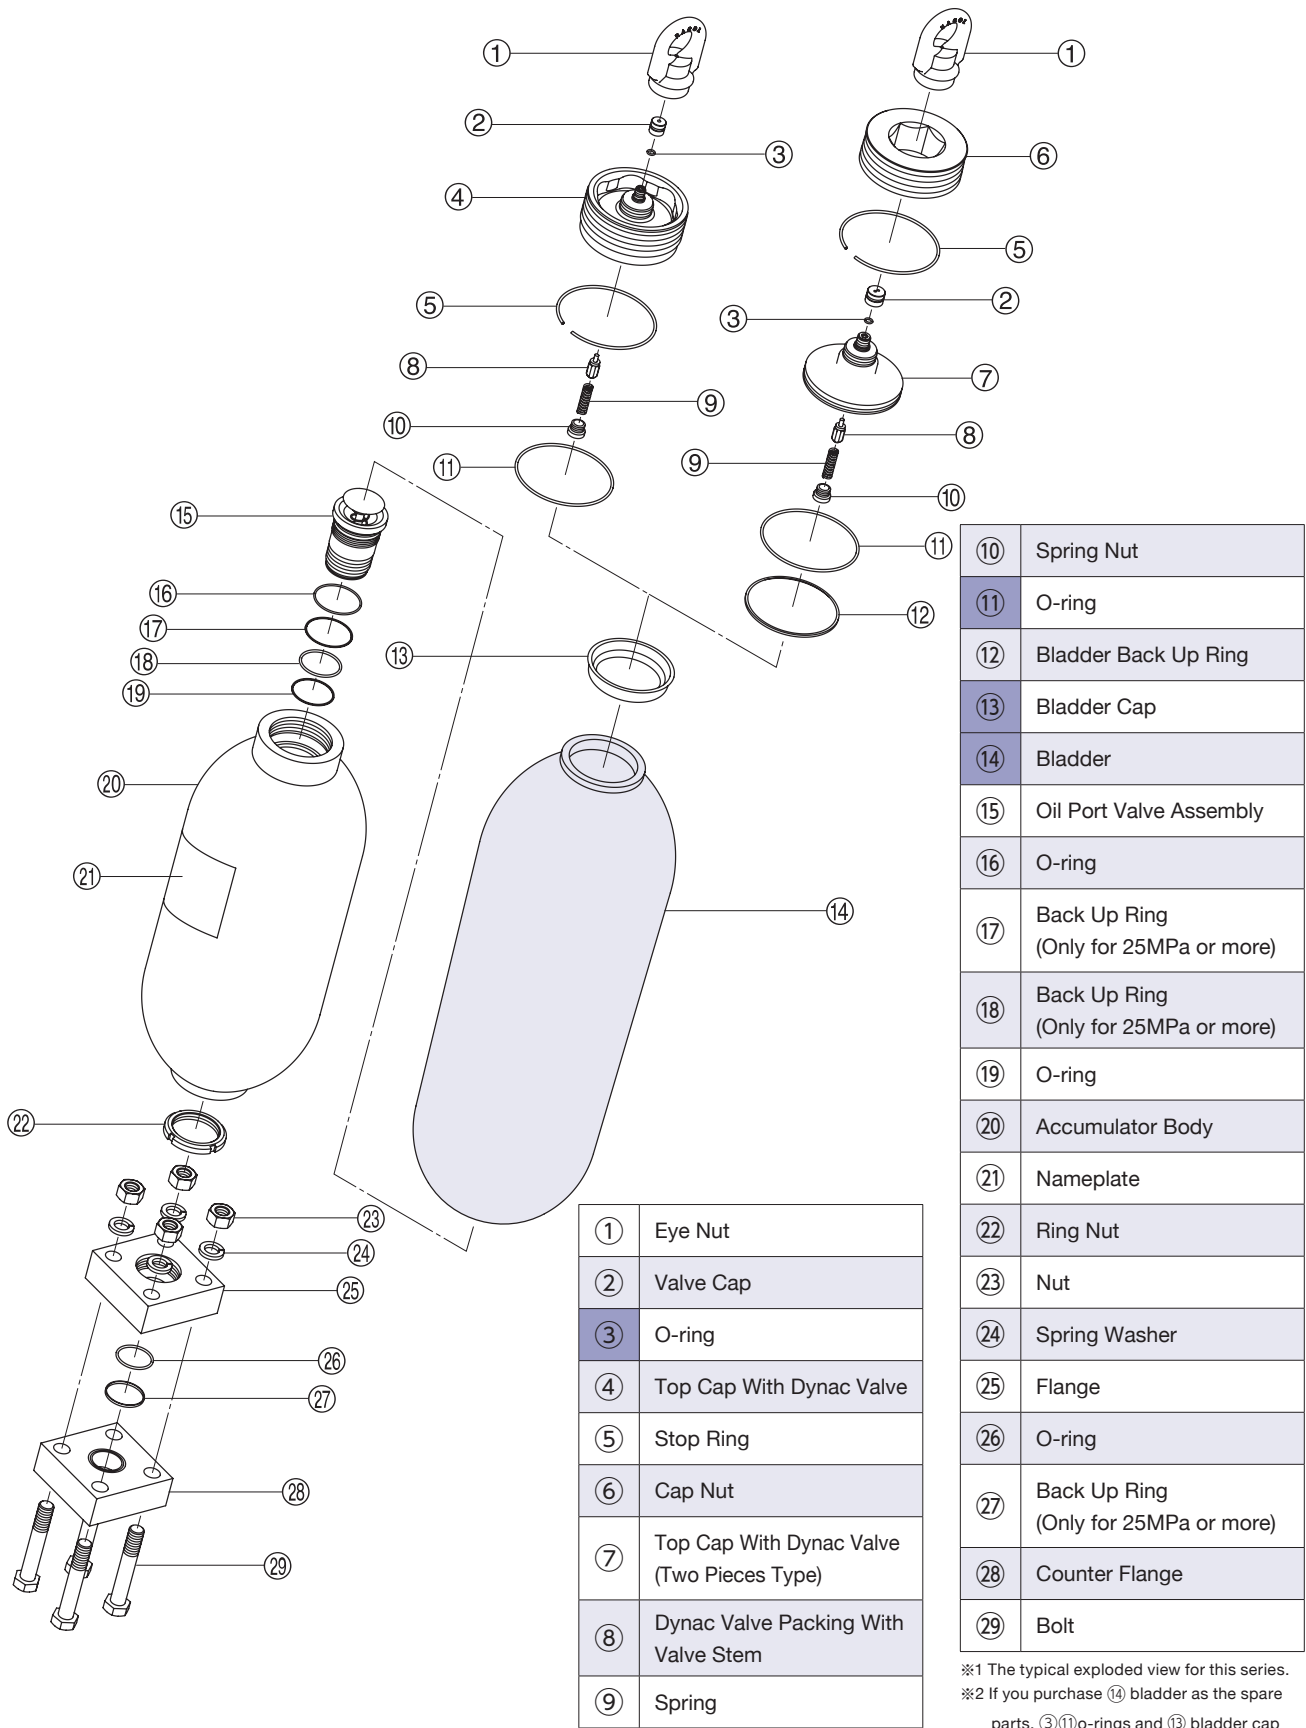 ①
①
②
③
⑥
④
⑤
⑤
②
③
⑧
⑦
⑨
⑩
⑧
⑨
⑪
⑩
⑮
⑪
⑯
⑫
⑰
⑱
⑬
⑲
⑳
㉑
⑭
㉒
㉓
㉔
㉕
㉖
㉗
㉘
㉙
① Eye Nut
② Valve Cap
③ O-ring
④ Top Cap With Dynac Valve
⑤ Stop Ring
⑥ Cap Nut
⑦ Top Cap With Dynac Valve
(Two Pieces Type)
⑧ Dynac Valve Packing With
Valve Stem
⑨ Spring
⑩ Spring Nut
⑪ O-ring
⑫ Bladder Back Up Ring
⑬ Bladder Cap
⑭ Bladder
⑮ Oil Port Valve Assembly
⑯ O-ring
⑰ Back Up Ring
(Only for 25MPa or more)
⑱ Back Up Ring
(Only for 25MPa or more)
⑲ O-ring
⑳ Accumulator Body
㉑ Nameplate
㉒ Ring Nut
㉓ Nut
㉔ Spring Washer
㉕ Flange
㉖ O-ring
㉗ Back Up Ring
(Only for 25MPa or more)
㉘ Counter Flange
㉙ Bolt
※1 The typical exploded view for this series.
※2 If you purchase ⑭ bladder as the spare
parts, ③⑪o-rings and ⑬ bladder cap